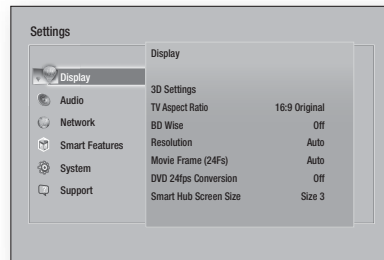 Settings
Display
Audio
Network
Smart Features
System
Support
Display
3D Settings
TV Aspect Ratio 16:9 Original
BD Wise Off
Resolution Auto
Movie Frame (24Fs) Auto
DVD 24fps Conversion Off
Smart Hub Screen Size Size 3